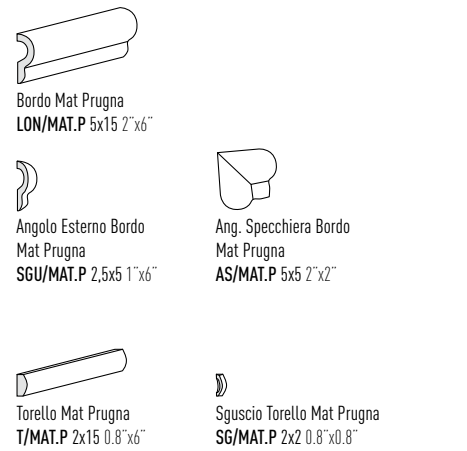 Bordo Mat Prugna
LON/MAT.P 5x15 2¨x6¨
Angolo Esterno Bordo
Mat Prugna
SGU/MAT.P 2,5x5 1¨x6¨
Ang. Specchiera Bordo
Mat Prugna
AS/MAT.P 5x5 2¨x2¨
Torello Mat Prugna
T/MAT.P 2x15 0.8¨x6¨
Sguscio Torello Mat Prugna
SG/MAT.P 2x2 0.8¨x0.8¨